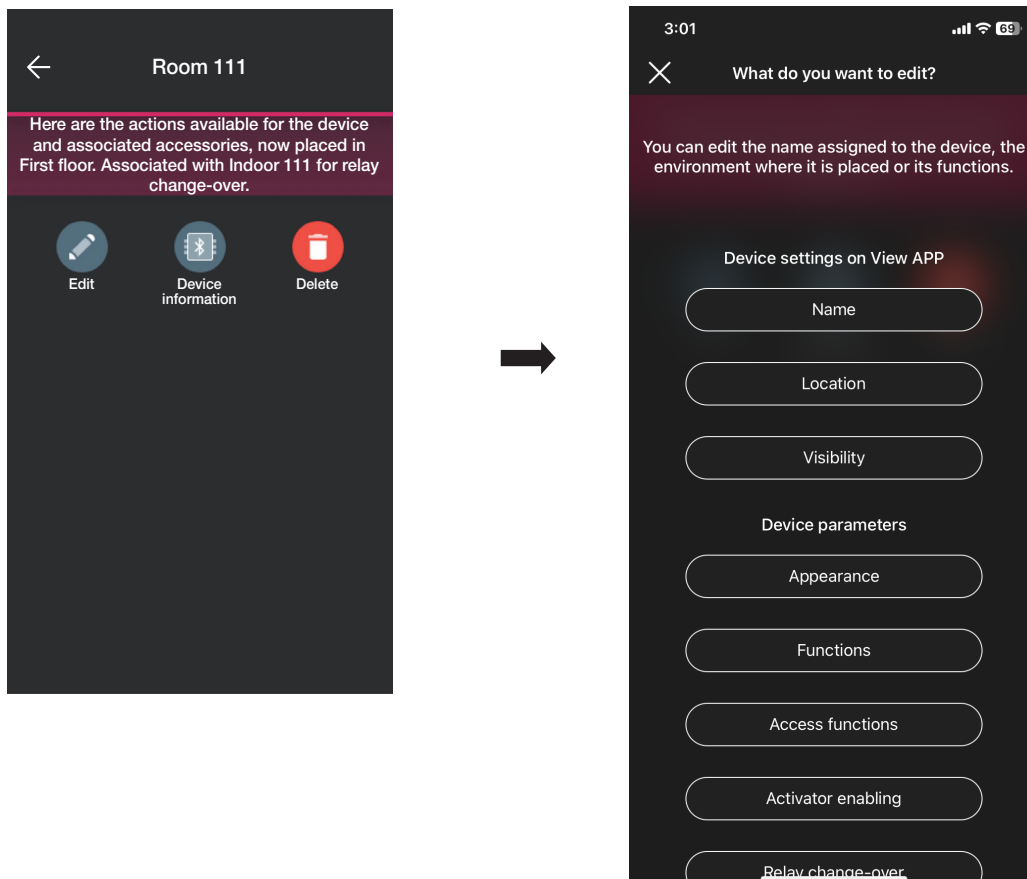 Room 111
Here are the actions available for the device
and associated accessories, now placed in
First floor. Associated with Indoor 111 for relay
change-over.
Edit
Device
information
Delete
3:01
69
What do you want to edit?
You can edit the name assigned to the device, the
environment where it is placed or its functions.
Device settings on View APP
Name
Location
Visibility
Device parameters
Appearance
Functions
Access functions
Activator enabling
Relay change-over